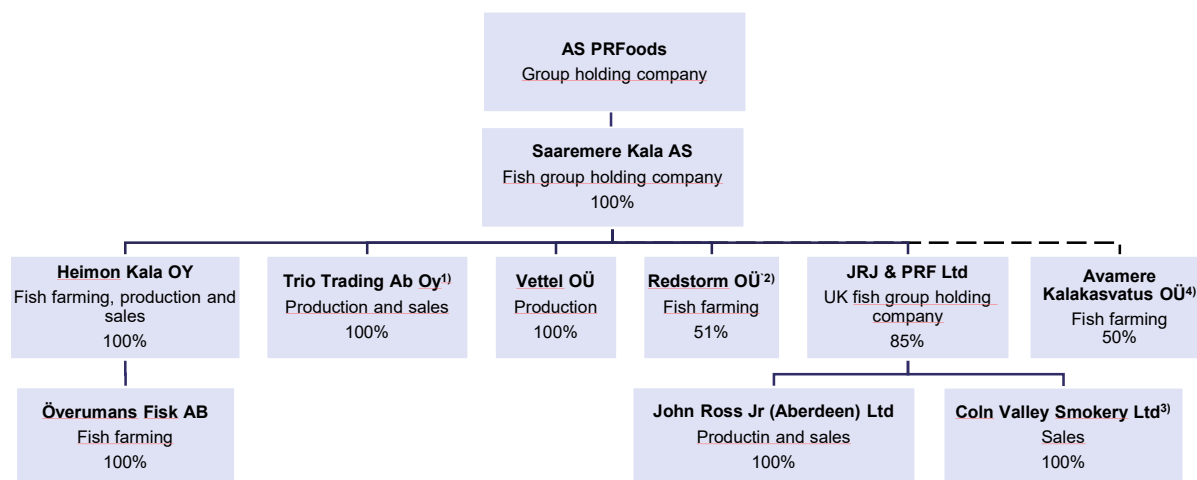 AS PRFoods
Group holding company
Saaremere Kala AS
Fish group holding company
100%
Heimon Kala OY
Fish farming, production and
sales
100%
Trio Trading Ab Oy¹⁾
Production and sales
100%
Vettel OÜ
Production
100%
Redstorm OÜ⁻²⁾
Fish farming
51%
JRJ & PRF Ltd
UK fish group holding
company
85%
Avamere
Kalakasvatus OÜ⁴⁾
Fish farming
50%
Överumans Fisk AB
Fish farming
100%
John Ross Jr (Aberdeen) Ltd
Productin and sales
100%
Coln Valley Smokery Ltd³⁾
Sales
100%